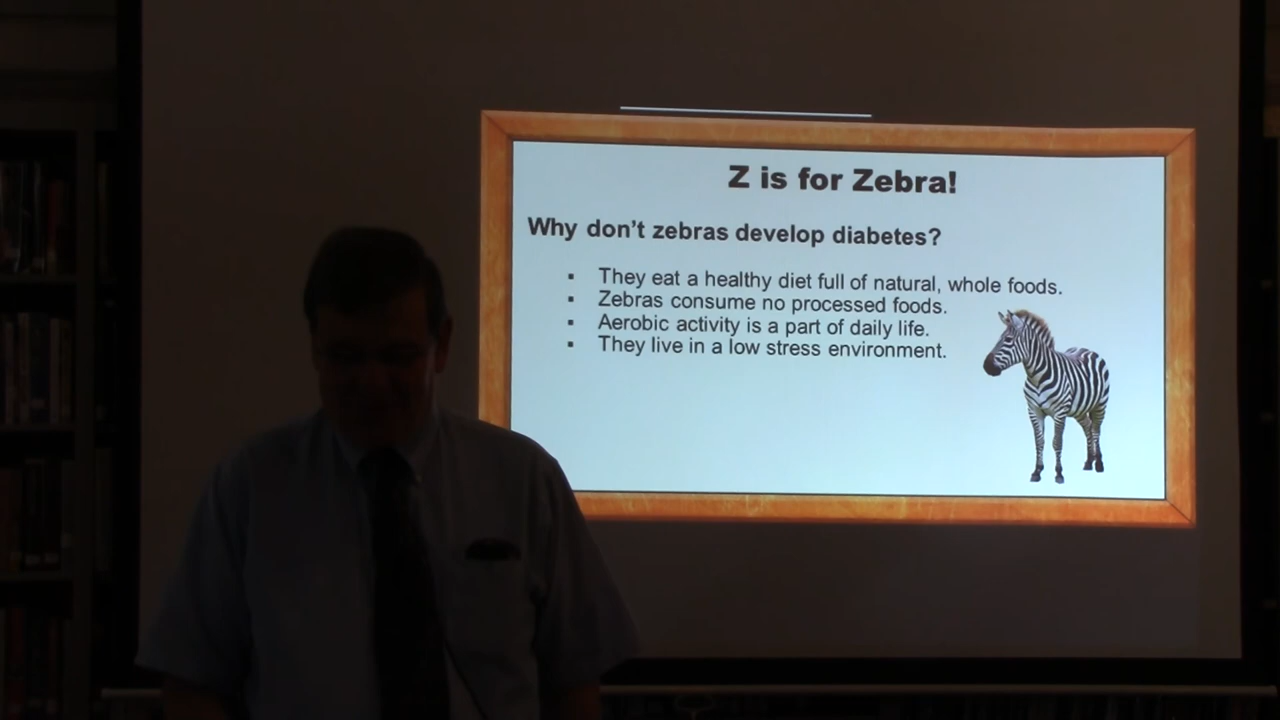 Z is for Zebra!
Why don't zebras develop diabetes?
▪ They eat a healthy diet full of natural, whole foods.
▪ Zebras consume no processed foods.
▪ Aerobic activity is a part of daily life.
▪ They live in a low stress environment.